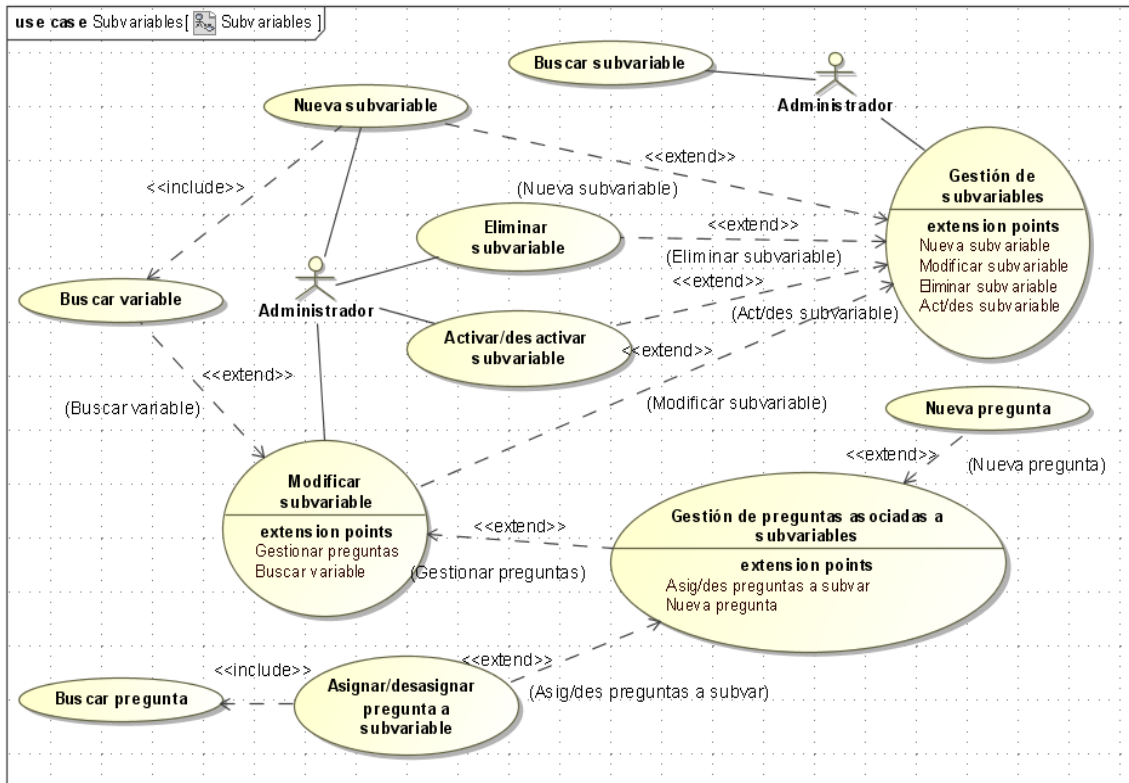 use case Subvariables[ Subvariables ]
Buscar subvariable
Administrador
Nueva subvariable
<<extend>>
(Nueva subvariable)
Gestión de
subvariables
extension points
Nueva subvariable
Modificar subvariable
Eliminar subvariable
Act/des subvariable
<<include>>
Eliminar
subvariable
<<extend>>
(Eliminar subvariable)
<<extend>>
(Act/des subvariable)
Buscar variable
Administrador
Activar/desactivar
subvariable
<<extend>>
(Modificar subvariable)
<<extend>>
(Buscar variable)
Nueva pregunta
<<extend>>
(Nueva pregunta)
Modificar
subvariable
extension points
Gestionar preguntas
Buscar variable
<<extend>>
(Gestionar preguntas)
Gestión de preguntas asociadas a
subvariables
extension points
Asig/des preguntas a subvar
Nueva pregunta
<<include>>
<<extend>>
(Asig/des preguntas a subvar)
Buscar pregunta
Asignar/desasignar
pregunta a
subvariable